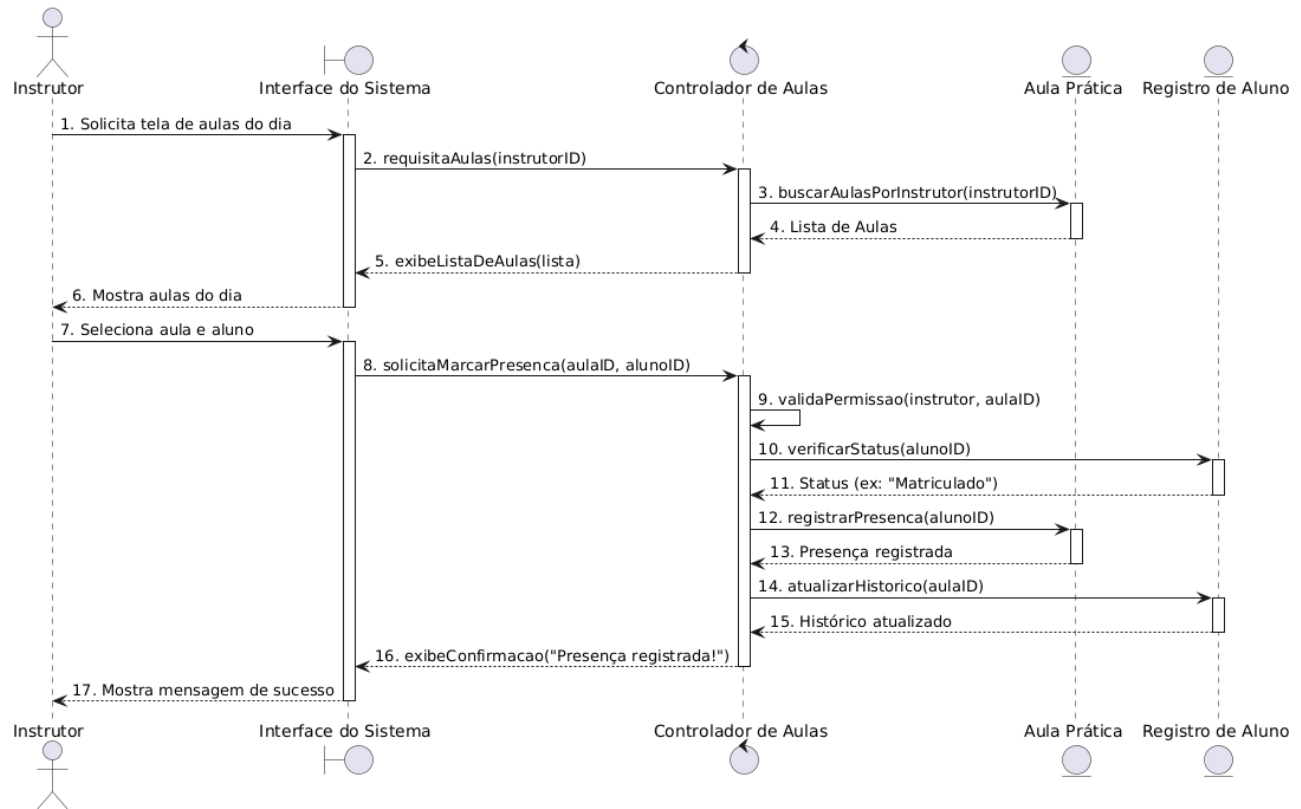 Instrutor
Interface do Sistema
Controlador de Aulas
Aula Prática
Registro de Aluno
1. Solicita tela de aulas do dia
2. requisitaAulas(instrutorID)
3. buscarAulasPorInstrutor(instrutorID)
4. Lista de Aulas
5. exibeListaDeAulas(lista)
6. Mostra aulas do dia
7. Seleciona aula e aluno
8. solicitaMarcarPresenca(aulaID, alunoID)
9. validaPermissao(instrutor, aulaID)
10. verificarStatus(alunoID)
11. Status (ex: "Matriculado")
12. registrarPresenca(alunoID)
13. Presença registrada
14. atualizarHistorico(aulaID)
15. Histórico atualizado
16. exibeConfirmacao("Presença registrada!")
17. Mostra mensagem de sucesso
Instrutor
Interface do Sistema
Controlador de Aulas
Aula Prática
Registro de Aluno